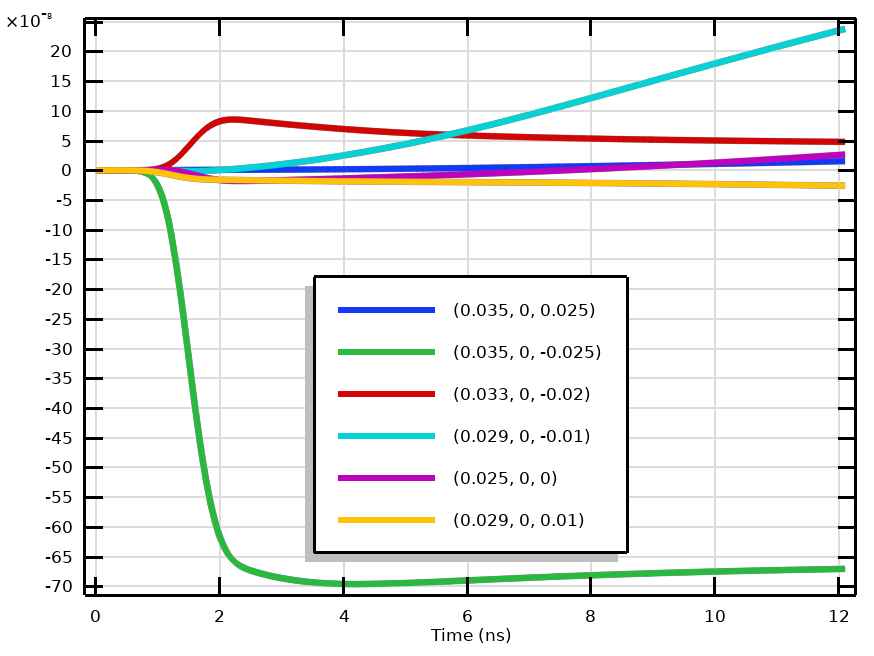 ×10⁻⁸
20
15
10
5
0
-5
-10
-15
-20
-25
-30
-35
-40
-45
-50
-55
-60
-65
-70
(0.035, 0, 0.025)
(0.035, 0, -0.025)
(0.033, 0, -0.02)
(0.029, 0, -0.01)
(0.025, 0, 0)
(0.029, 0, 0.01)
0 2 4 6 8 10 12
Time (ns)